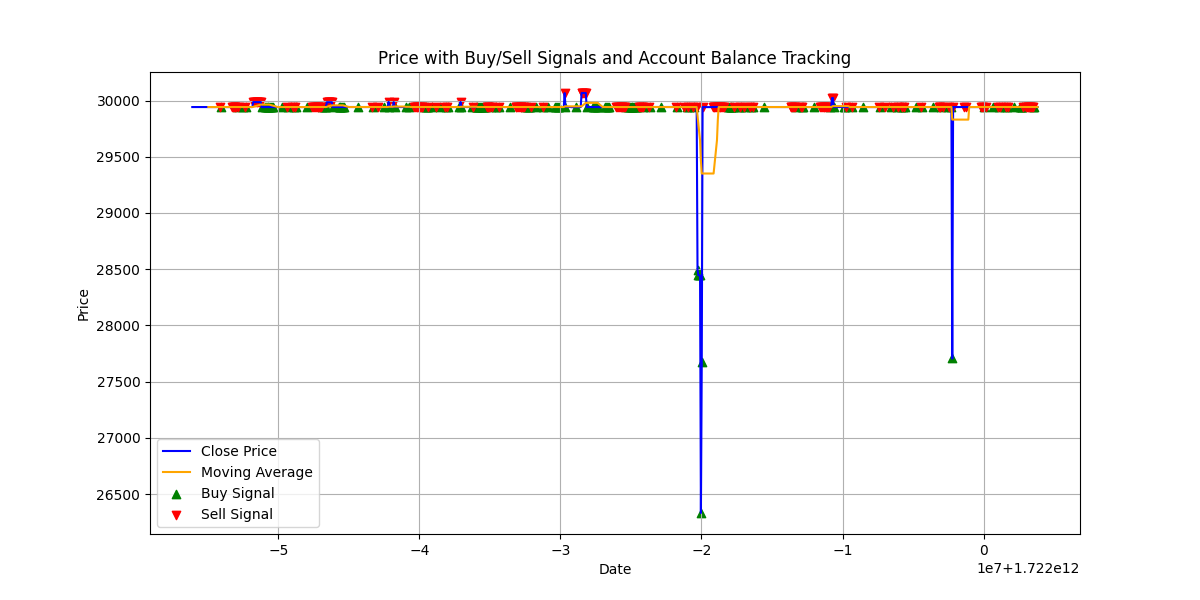 Price with Buy/Sell Signals and Account Balance Tracking
30000
29500
29000
28500
28000
27500
27000
26500
Price
Close Price
Moving Average
Buy Signal
Sell Signal
−5 −4 −3 −2 −1 0
1e7+1.722e12
Date